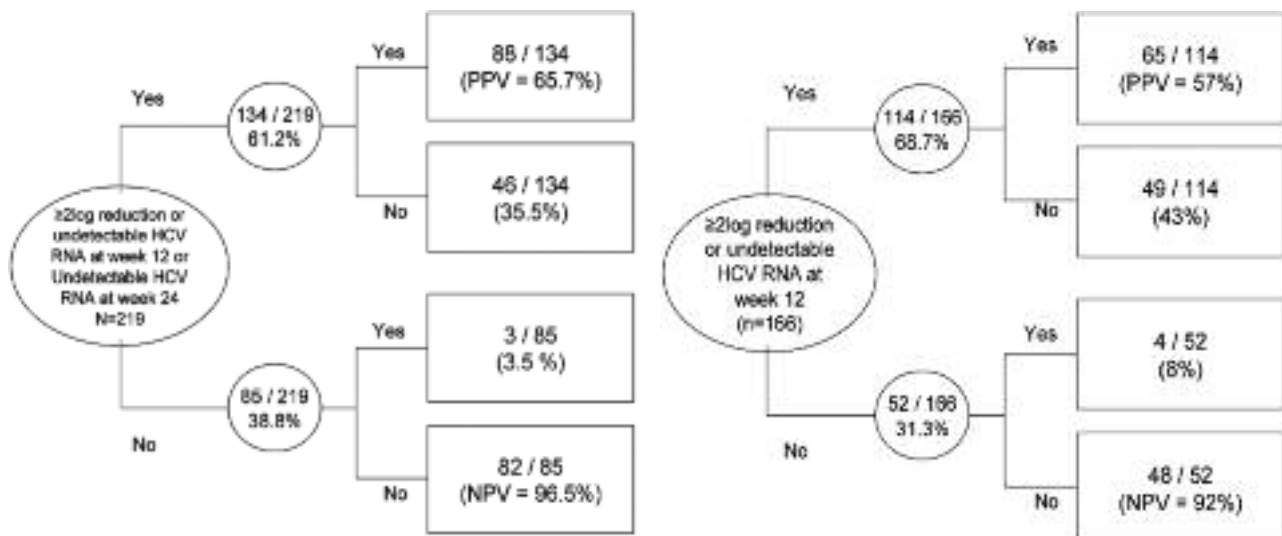 Yes
134 / 219
61.2%
Yes
88 / 134
(PPV = 65.7%)
No
46 / 134
(35.5%)
≥2log reduction or
undetectable HCV
RNA at week 12 or
Undetectable HCV
RNA at week 24
N=219
No
85 / 219
38.8%
Yes
3 / 85
(3.5 %)
No
82 / 85
(NPV = 96.5%)
Yes
114 / 166
68.7%
Yes
65 / 114
(PPV = 57%)
No
49 / 114
(43%)
≥2log reduction
or undetectable
HCV RNA at
week 12
(n=166)
No
52 / 166
31.3%
Yes
4 / 52
(8%)
No
48 / 52
(NPV = 92%)